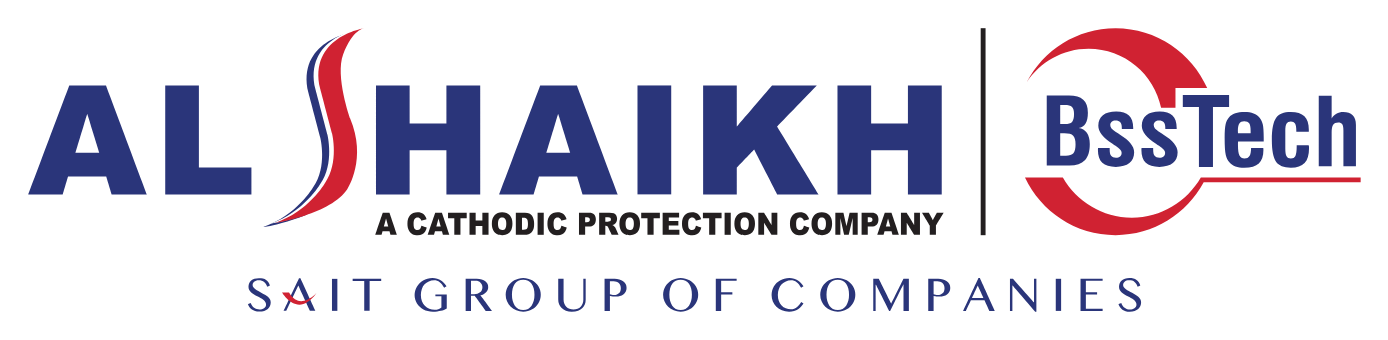 AL SHAIKH
A CATHODIC PROTECTION COMPANY
BssTech
SAIT GROUP OF COMPANIES